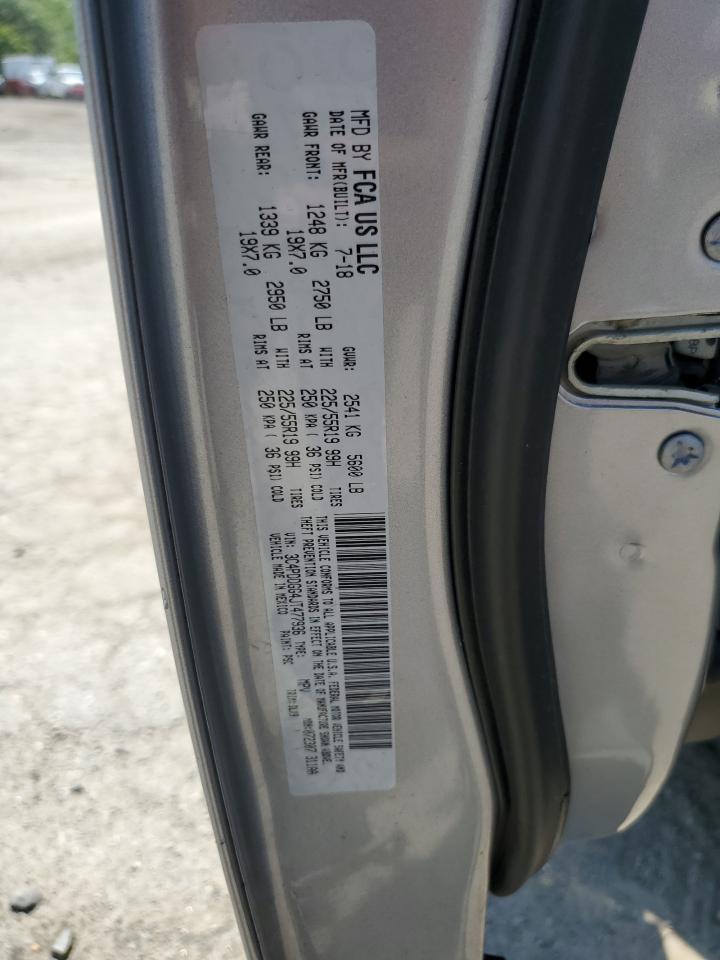 MFD BY FCA US LLC
DATE OF MFR(BUILT): 7-18 GVWR: 2541 KG 5600 LB
GAWR FRONT: 1248 KG 2750 LB WITH 225/55R19 99H TIRES
19X7.0 RIMS AT 250 KPA ( 36 PSI) COLD
GAWR REAR: 1339 KG 2950 LB WITH 225/55R19 99H TIRES
19X7.0 RIMS AT 250 KPA ( 36 PSI) COLD
THIS VEHICLE CONFORMS TO ALL APPLICABLE U.S.A. FEDERAL MOTOR VEHICLE SAFETY AND
THEFT PREVENTION STANDARDS IN EFFECT ON THE DATE OF MANUFACTURE SHOWN ABOVE.
VIN: 3C4PDDGG4JT477936 TYPE: MPV
VEHICLE MADE IN MEXICO PAINT: PSC TRIM: DLX9